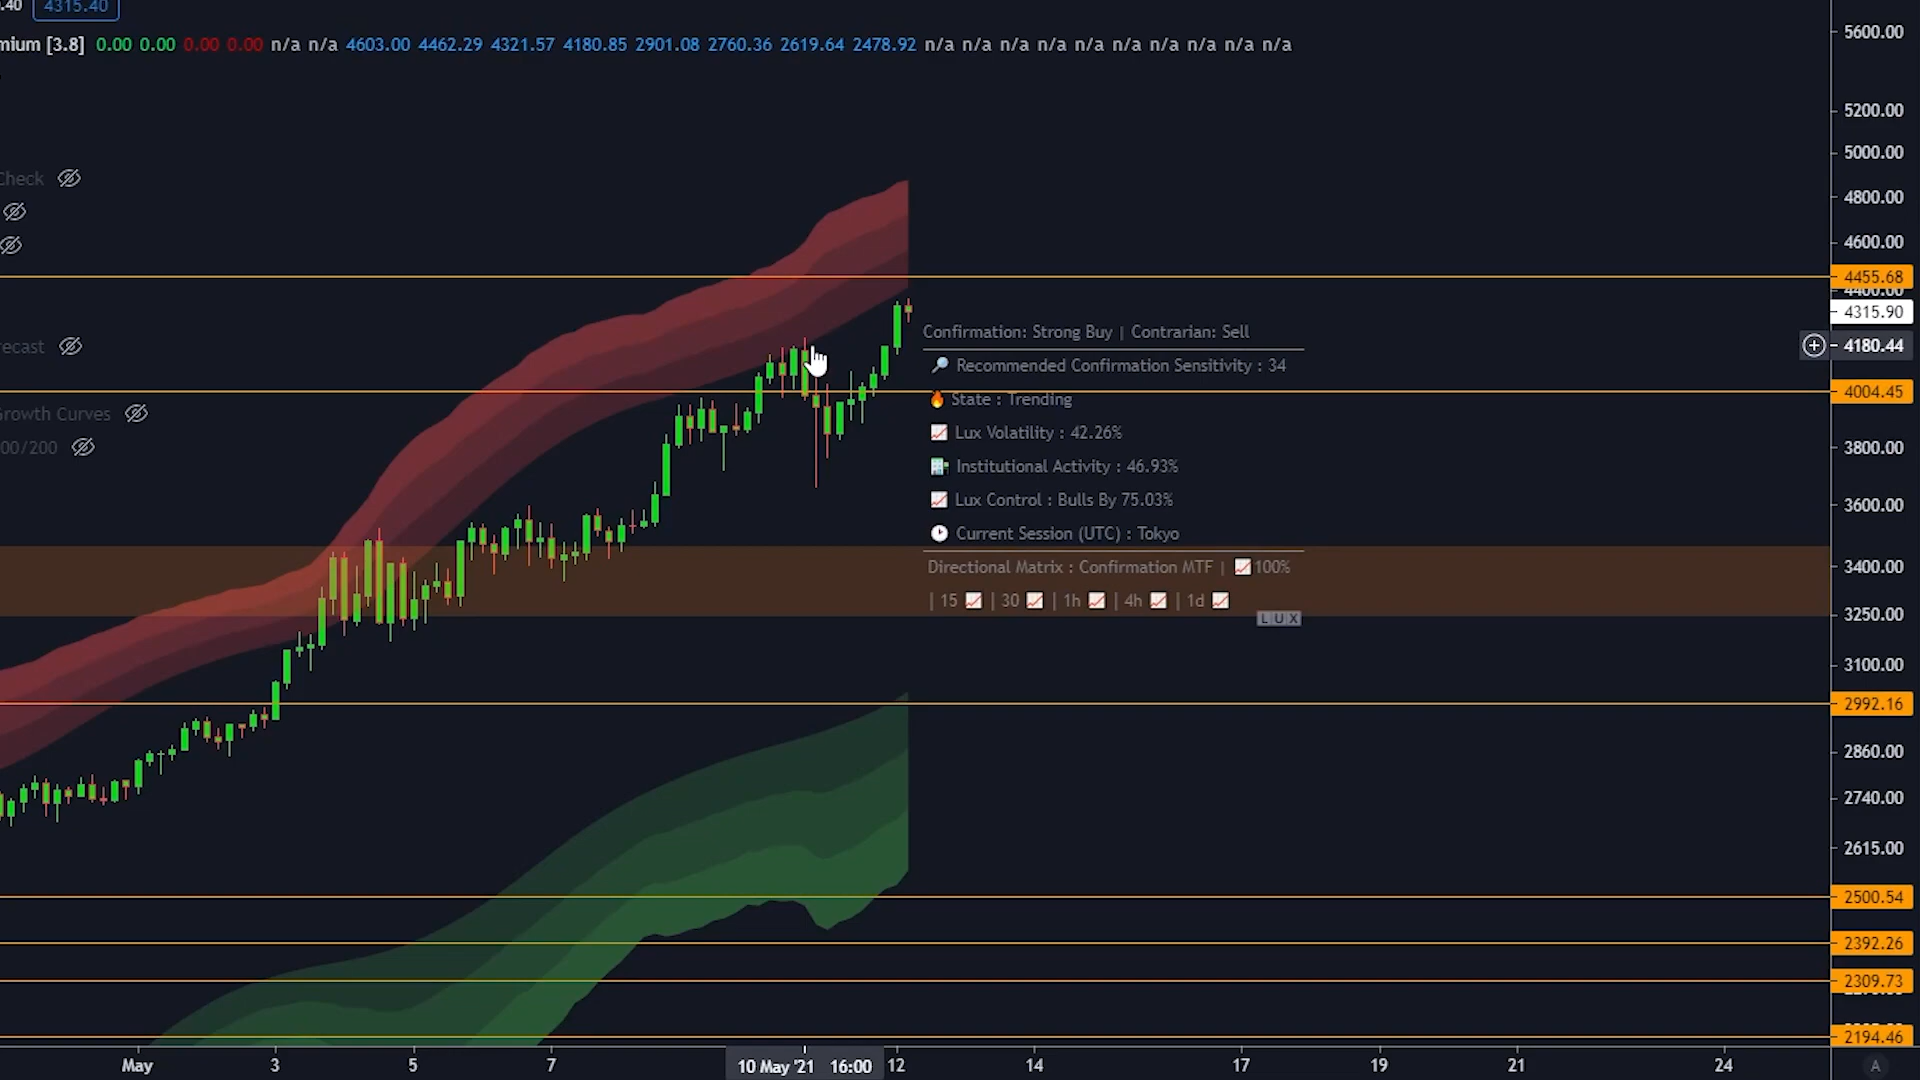 .40 4315.40
mium [3.8] 0.00 0.00 0.00 0.00 n/a n/a 4603.00 4462.29 4321.57 4180.85 2901.08 2760.36 2619.64 2478.92 n/a n/a n/a n/a n/a n/a n/a n/a n/a n/a
Check
recast
Growth Curves
00/200
Confirmation: Strong Buy | Contrarian: Sell
Recommended Confirmation Sensitivity : 34
State : Trending
Lux Volatility : 42.26%
Institutional Activity : 46.93%
Lux Control : Bulls By 75.03%
Current Session (UTC) : Tokyo
Directional Matrix : Confirmation MTF | 100%
| 15 | 30 | 1h | 4h | 1d
LUX
5600.00
5200.00
5000.00
4800.00
4600.00
4455.68
4400.00
4315.90
4180.44
4004.45
3800.00
3600.00
3400.00
3250.00
3100.00
2992.16
2860.00
2740.00
2615.00
2500.54
2392.26
2309.73
2194.46
May 3 5 7 10 May '21 16:00 12 14 17 19 21 24 A